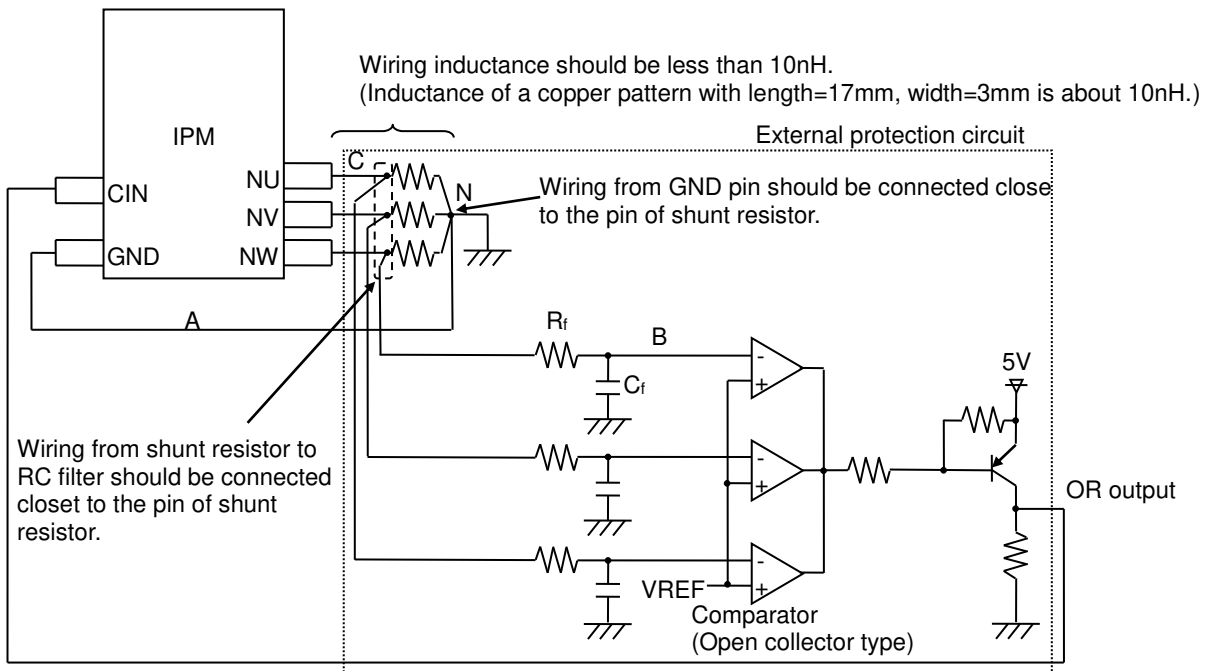 Wiring inductance should be less than 10nH.
(Inductance of a copper pattern with length=17mm, width=3mm is about 10nH.)
External protection circuit
IPM
C
NU
CIN
N
Wiring from GND pin should be connected close
to the pin of shunt resistor.
NV
GND
NW
A
Rf
B
Cf
5V
Wiring from shunt resistor to
RC filter should be connected
closet to the pin of shunt
resistor.
OR output
VREF
Comparator
(Open collector type)
-
+
-
+
-
+